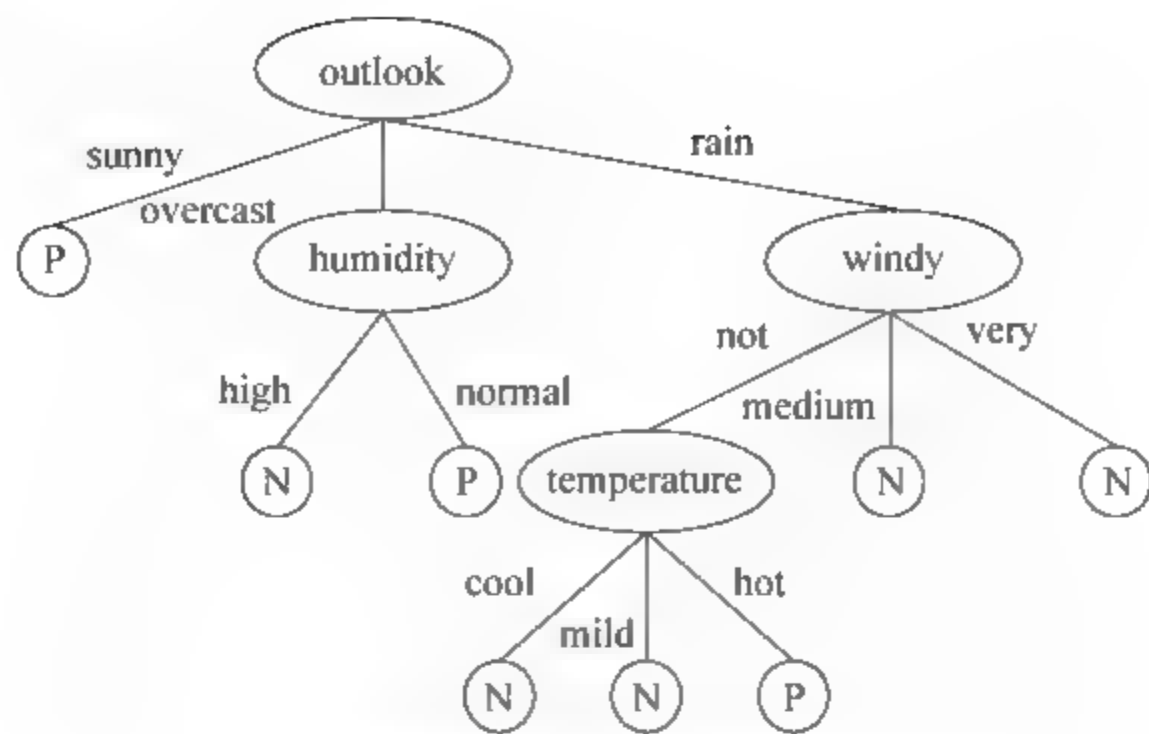 outlook
sunny
rain
overcast
P
humidity
windy
not
very
high
normal
medium
N
P
temperature
N
N
cool
hot
mild
N
N
P